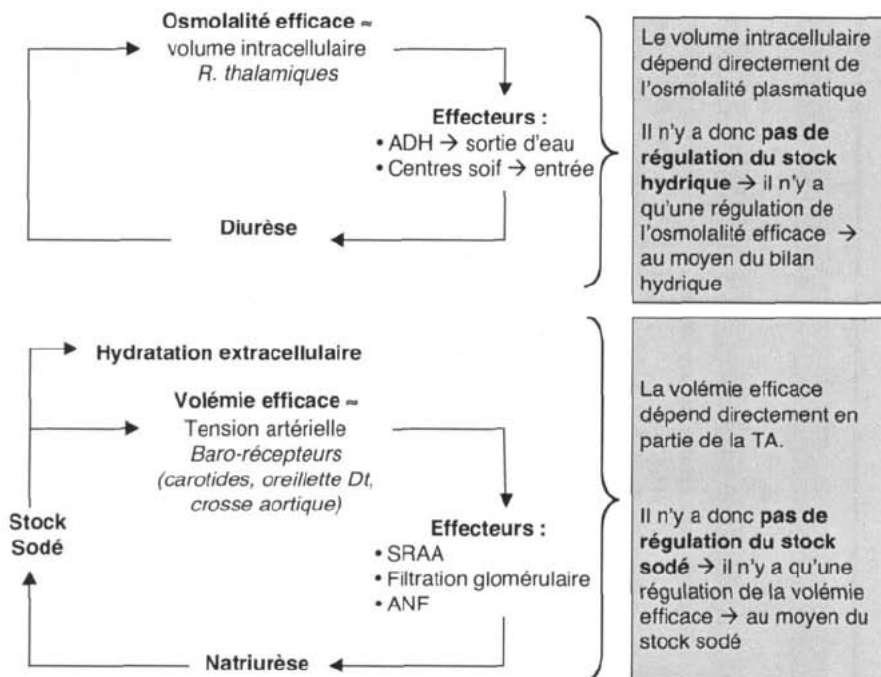 Osmolalité efficace ≈
volume intracellulaire
R. thalamiques
Effecteurs :
• ADH → sortie d'eau
• Centres soif → entrée
Diurèse
Le volume intracellulaire
dépend directement de
l'osmolalité plasmatique
Il n'y a donc pas de
régulation du stock
hydrique → il n'y a
qu'une régulation de
l'osmolalité efficace →
au moyen du bilan
hydrique
Hydratation extracellulaire
Volémie efficace ≈
Tension artérielle
Baro-récepteurs
(carotides, oreillette Dt,
crosse aortique)
Stock
Sodé
Effecteurs :
• SRAA
• Filtration glomérulaire
• ANF
Natriurèse
La volémie efficace
dépend directement en
partie de la TA.
Il n'y a donc pas de
régulation du stock
sodé → il n'y a qu'une
régulation de la volémie
efficace → au moyen du
stock sodé